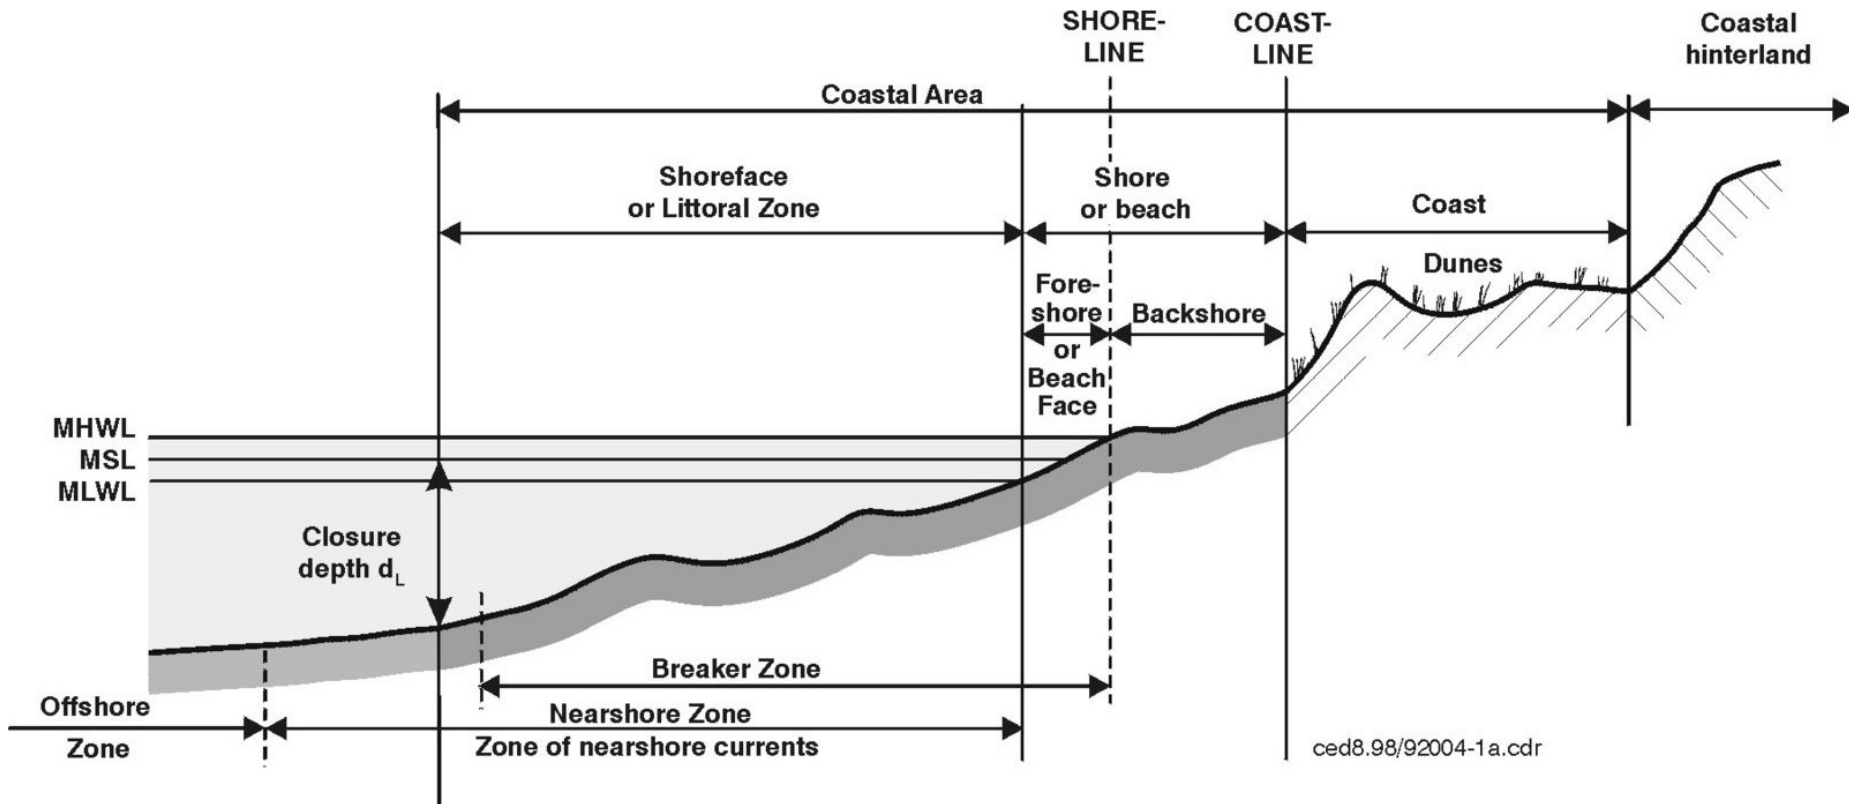 SHORE-
LINE
COAST-
LINE
Coastal
hinterland
Coastal Area
Shoreface
or Littoral Zone
Shore
or beach
Coast
Dunes
Fore-
shore
or
Beach
Face
Backshore
MHWL
MSL
MLWL
Closure
depth dL
Breaker Zone
Offshore
Zone
Nearshore Zone
Zone of nearshore currents
ced8.98/92004-1a.cdr